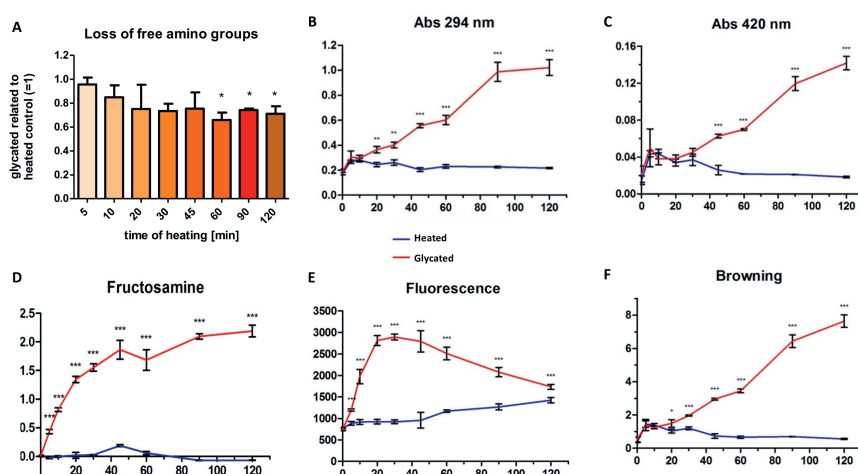 A
Loss of free amino groups
glycated related to
heated control (=1)
1.2
1.0
0.8
0.6
0.4
0.2
0.0
* * *
5 10 20 30 45 60 90 120
time of heating [min]
B
Abs 294 nm
1.2
1.0
0.8
0.6
0.4
0.2
0.0
** ** *** *** *** ***
0 20 40 60 80 100 120
C
Abs 420 nm
0.16
0.12
0.08
0.04
0.00
*** *** *** ***
0 20 40 60 80 100 120
Heated
Glycated
D
Fructosamine
2.5
2.0
1.5
1.0
0.5
0.0
*** *** *** *** *** *** *** ***
0 20 40 60 80 100 120
E
Fluorescence
3500
3000
2500
2000
1500
1000
500
0
*** *** *** *** *** *** *** ***
0 20 40 60 80 100 120
F
Browning
8
6
4
2
0
* *** *** *** *** ***
0 20 40 60 80 100 120